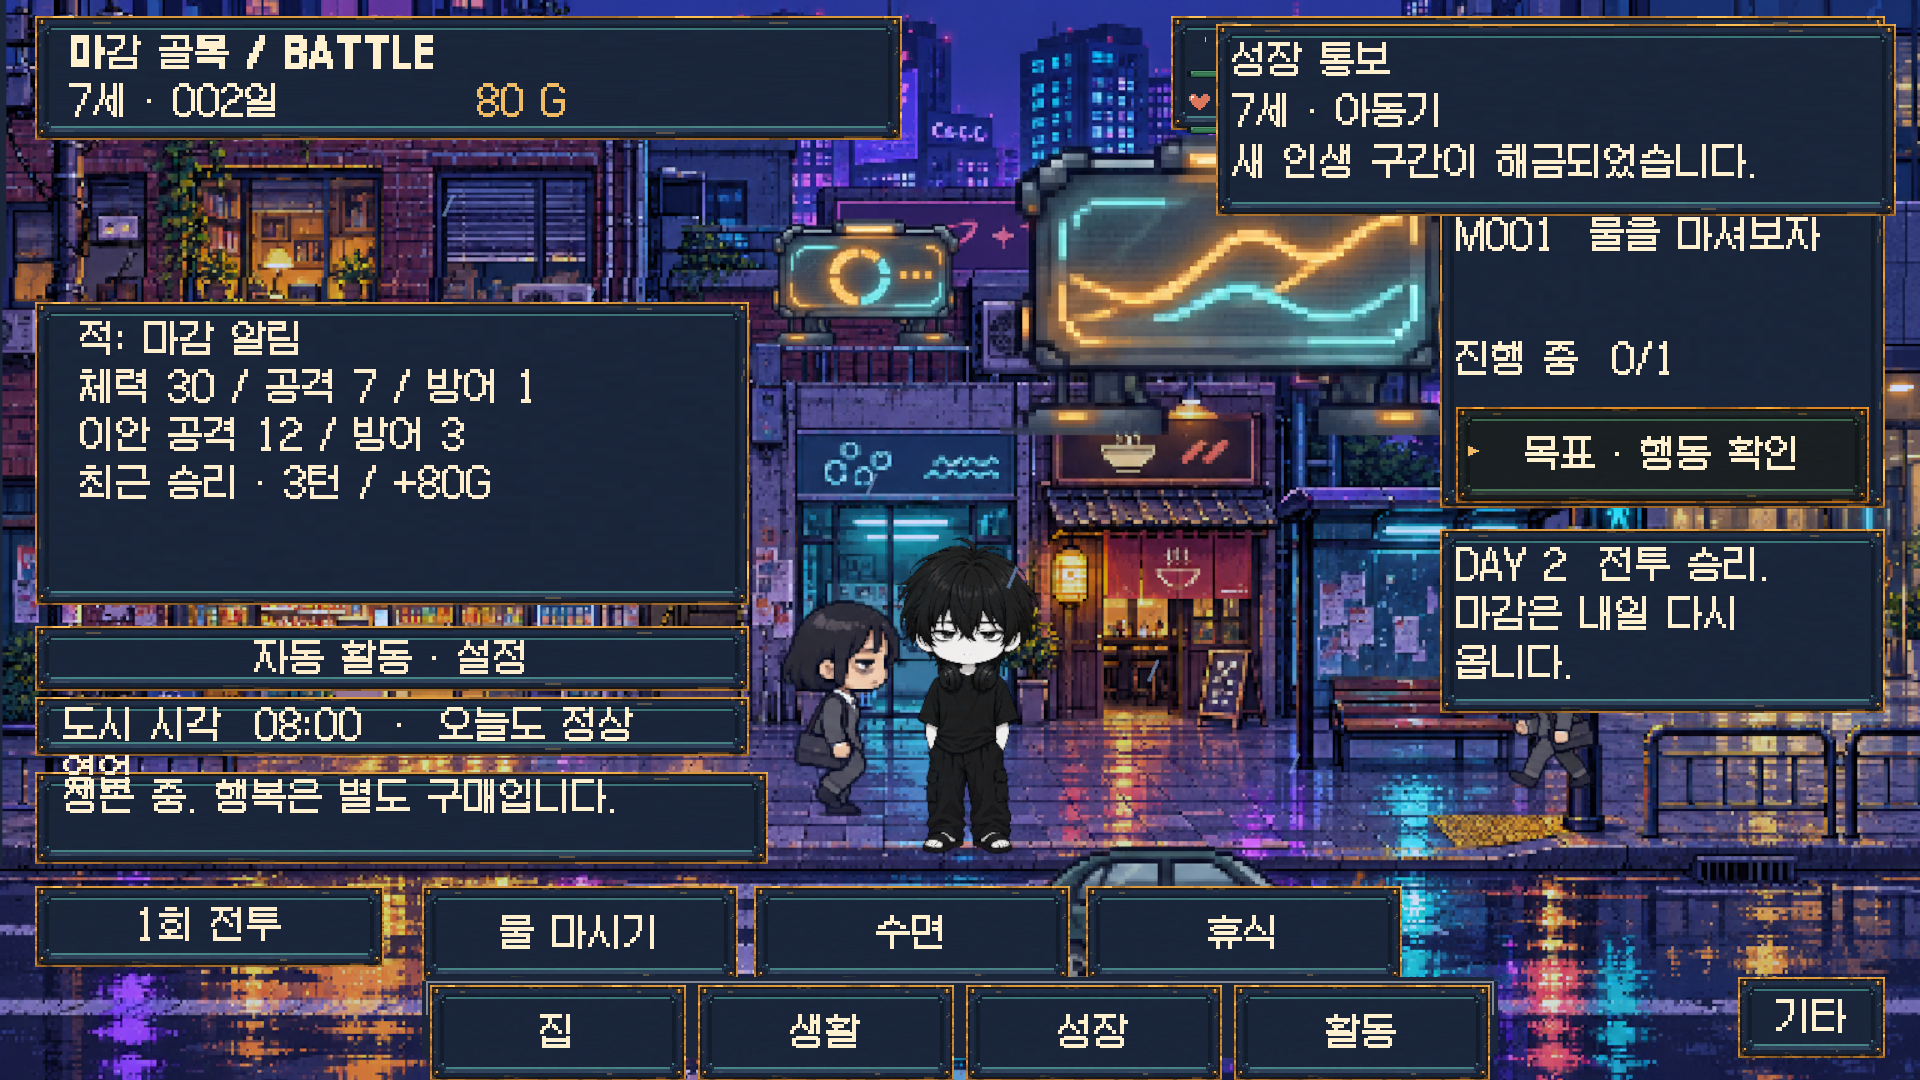 마감 골목 / BATTLE
7세 · 002일 80 G
성장 통보
7세 · 아동기
새 인생 구간이 해금되었습니다.
M001 물을 마셔보자
진행 중 0/1
목표 · 행동 확인
적: 마감 알림
체력 30 / 공격 7 / 방어 1
이안 공격 12 / 방어 3
최근 승리 · 3턴 / +80G
DAY 2 전투 승리.
마감은 내일 다시
옵니다.
자동 활동 · 설정
도시 시각 08:00 · 오늘도 정상
영업
중. 행복은 별도 구매입니다.
1회 전투
물 마시기
수면
휴식
집
생활
성장
활동
기타